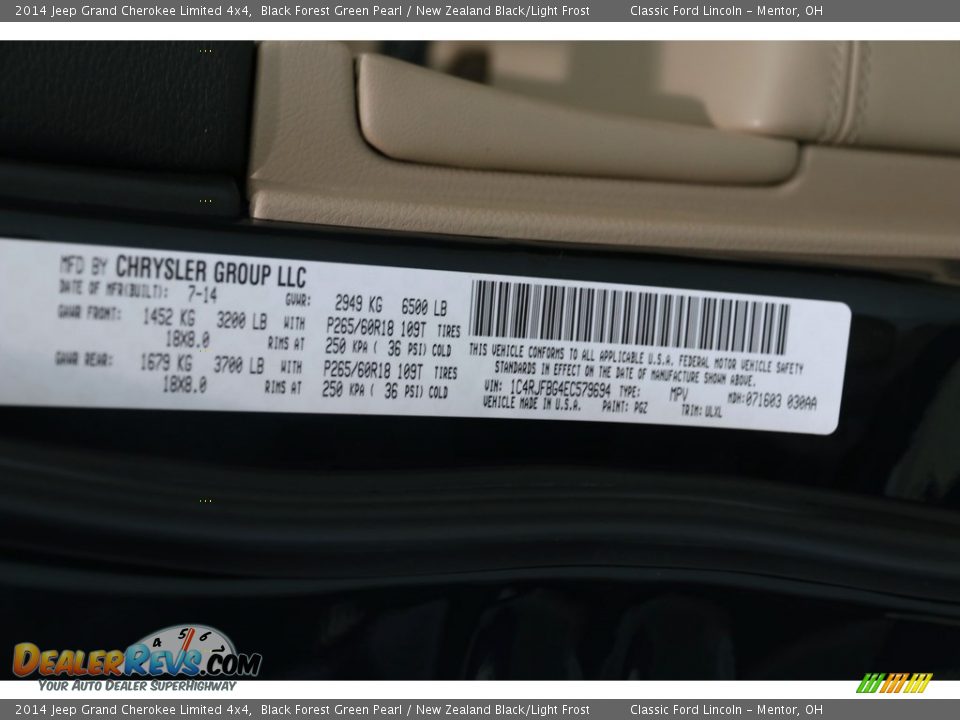 2014 Jeep Grand Cherokee Limited 4x4,  Black Forest Green Pearl / New Zealand Black/Light Frost    Classic Ford Lincoln - Mentor, OH
MFD BY CHRYSLER GROUP LLC
DATE OF MFR(BUILT): 7-14 GVWR: 2949 KG 6500 LB
GAWR FRONT: 1452 KG 3200 LB WITH P265/60R18 109T TIRES
18X8.0 RIMS AT 250 KPA ( 36 PSI) COLD
GAWR REAR: 1679 KG 3700 LB WITH P265/60R18 109T TIRES
18X8.0 RIMS AT 250 KPA ( 36 PSI) COLD
THIS VEHICLE CONFORMS TO ALL APPLICABLE U.S.A. FEDERAL MOTOR VEHICLE SAFETY
STANDARDS IN EFFECT ON THE DATE OF MANUFACTURE SHOWN ABOVE.
VIN: 1C4RJFBG4EC579694 TYPE: MPV MDH:071603 030AA
VEHICLE MADE IN U.S.A. PAINT: PGZ TRIM: ULXL
4 5 6
DEALERREVS.COM
YOUR AUTO DEALER SUPERHIGHWAY
2014 Jeep Grand Cherokee Limited 4x4,  Black Forest Green Pearl / New Zealand Black/Light Frost    Classic Ford Lincoln - Mentor, OH